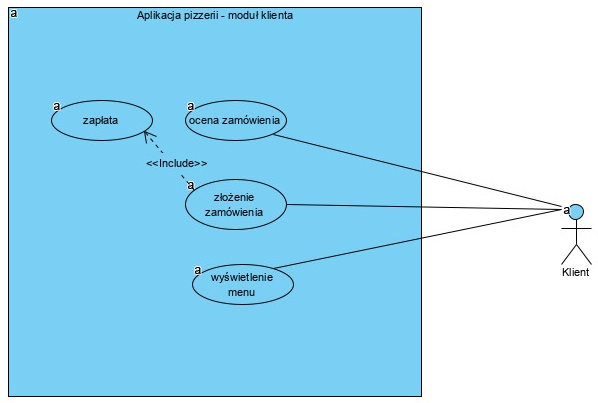 a
Aplikacja pizzerii - moduł klienta
a
zapłata
a
ocena zamówienia
<<Include>>
a
złożenie
zamówienia
a
Klient
a
wyświetlenie
menu